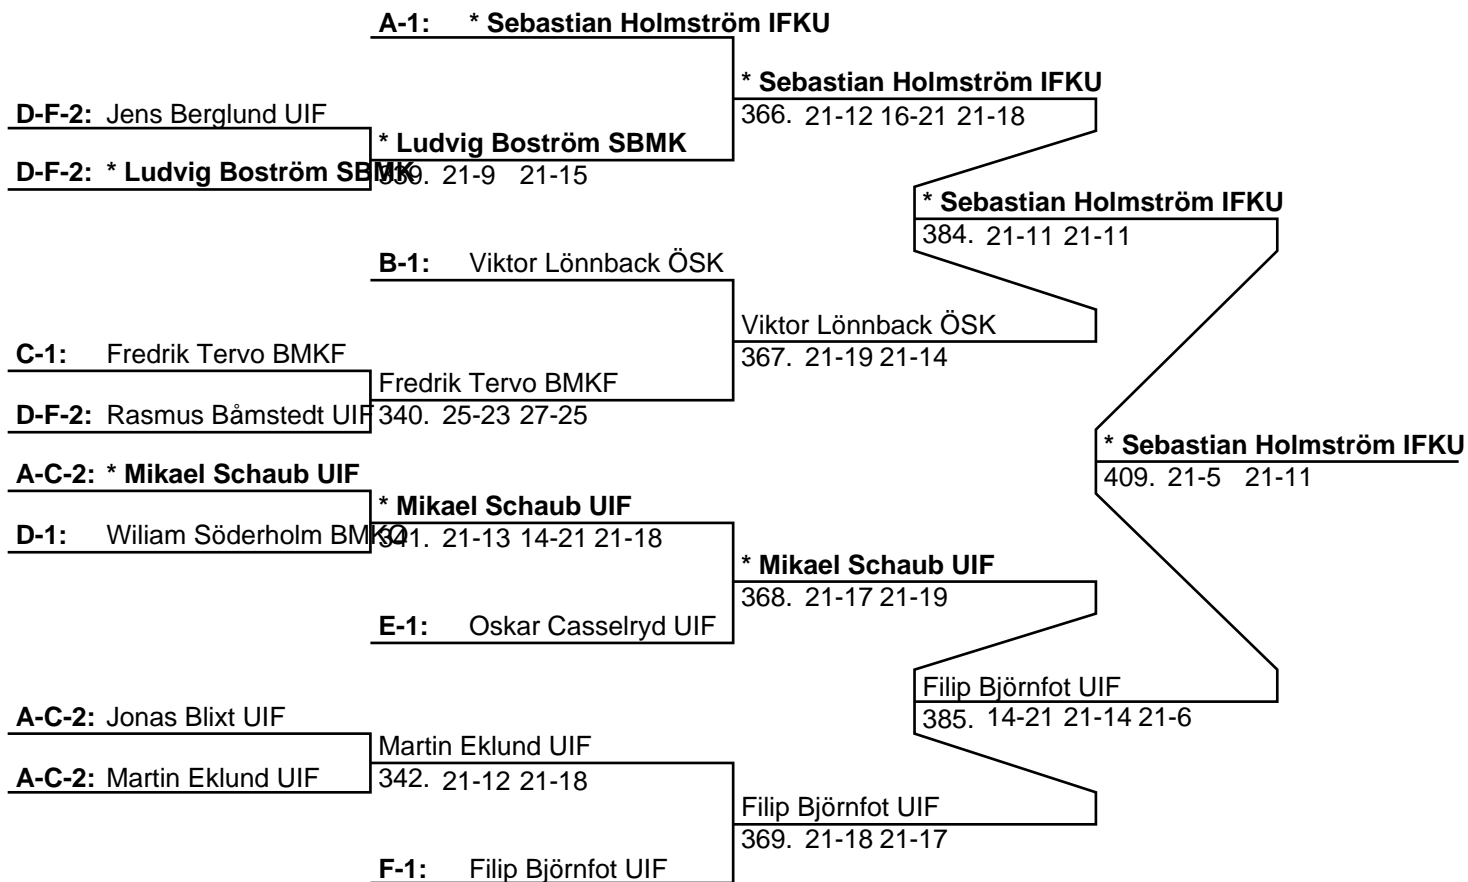 A-1: * Sebastian Holmström IFKU
* Sebastian Holmström IFKU
366. 21-12 16-21 21-18
D-F-2: Jens Berglund UIF
* Ludvig Boström SBMK
D-F-2: * Ludvig Boström SBMK
339. 21-9 21-15
* Sebastian Holmström IFKU
384. 21-11 21-11
B-1: Viktor Lönnback ÖSK
Viktor Lönnback ÖSK
367. 21-19 21-14
C-1: Fredrik Tervo BMKF
Fredrik Tervo BMKF
D-F-2: Rasmus Båmstedt UIF
340. 25-23 27-25
* Sebastian Holmström IFKU
409. 21-5 21-11
A-C-2: * Mikael Schaub UIF
* Mikael Schaub UIF
D-1: Wiliam Söderholm BMKO
341. 21-13 14-21 21-18
* Mikael Schaub UIF
368. 21-17 21-19
E-1: Oskar Casselryd UIF
Filip Björnfot UIF
385. 14-21 21-14 21-6
A-C-2: Jonas Blixt UIF
Martin Eklund UIF
A-C-2: Martin Eklund UIF
342. 21-12 21-18
Filip Björnfot UIF
369. 21-18 21-17
F-1: Filip Björnfot UIF